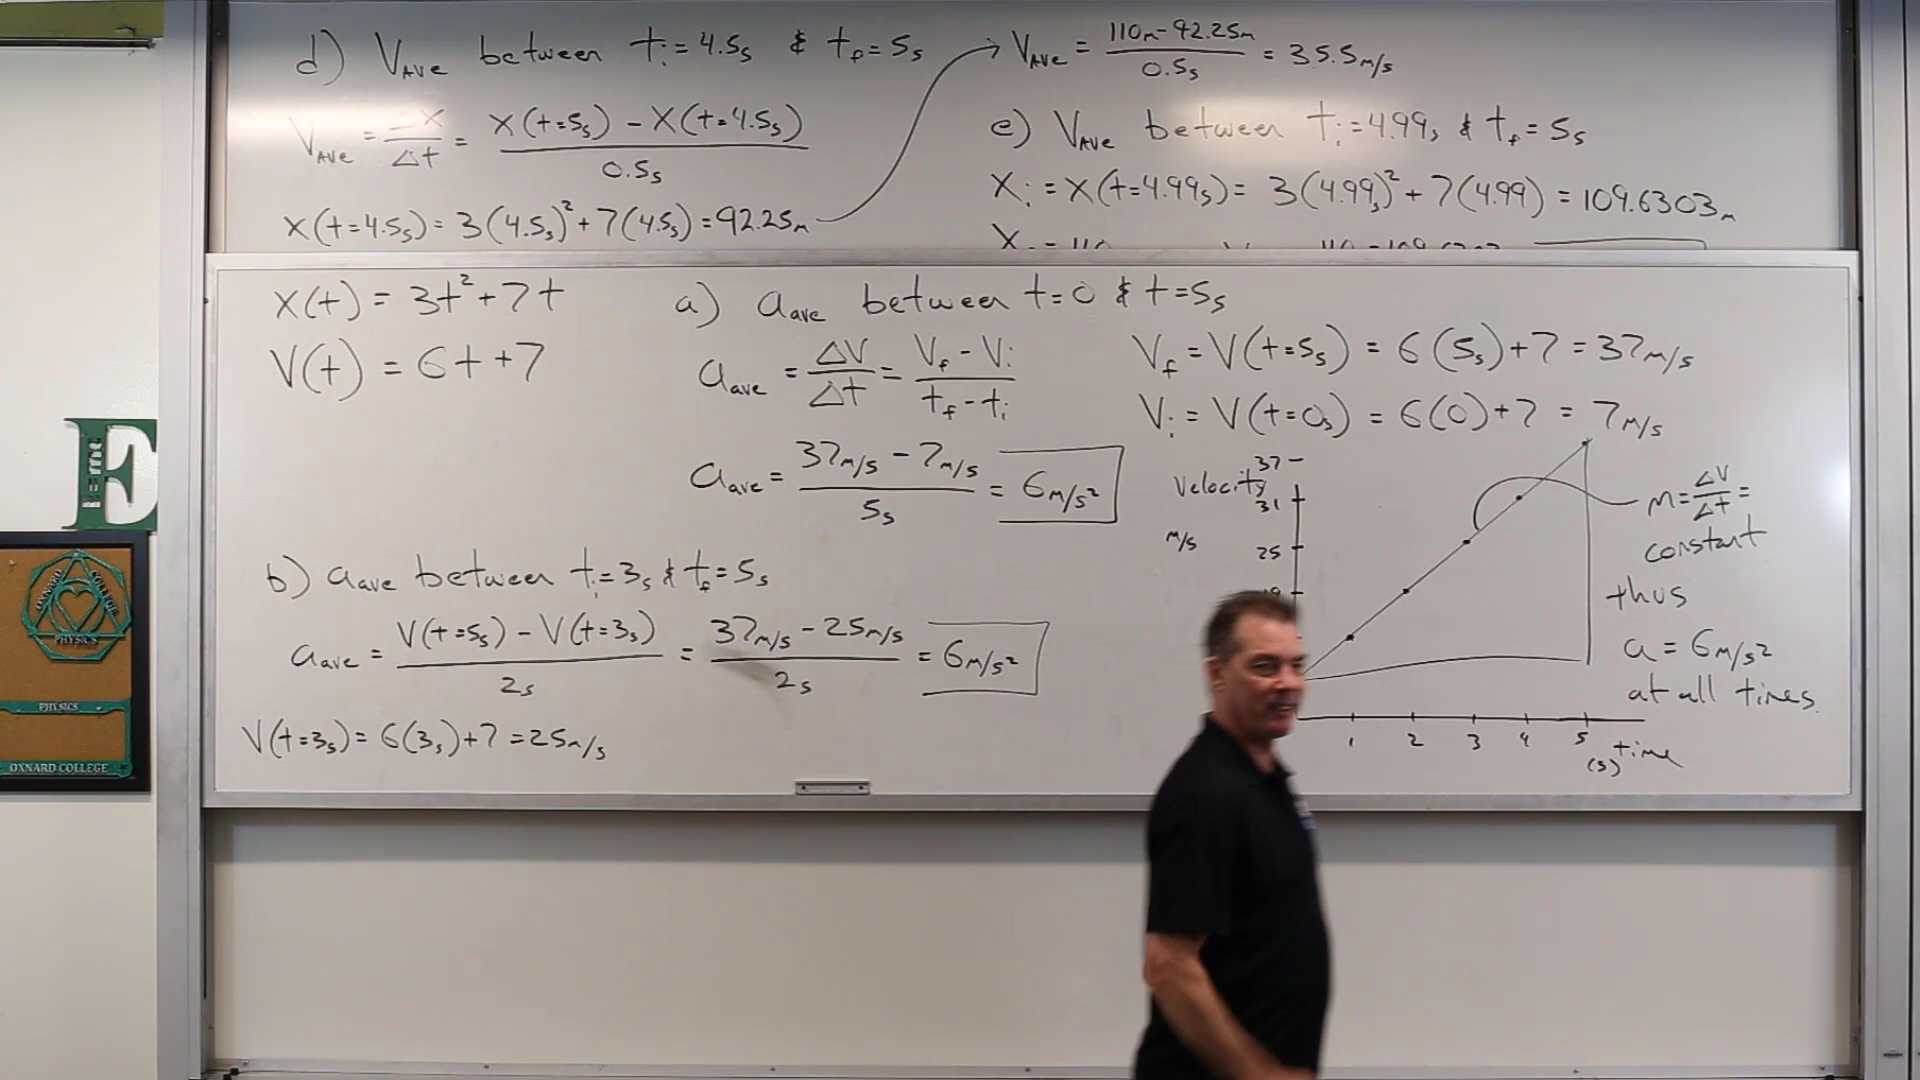 d) VAve between ti = 4.5s & tf = 5s
VAve = Δx/Δt = (x(t=5s) - x(t=4.5s))/0.5s
x(t=4.5s) = 3(4.5s)² + 7(4.5s) = 92.25m
VAve = (110m - 92.25m)/0.5s = 35.5m/s
e) VAve between ti = 4.99s & tf = 5s
xi = x(t=4.99s) = 3(4.99s)² + 7(4.99) = 109.6303m
x(t) = 3t² + 7t
V(t) = 6t + 7
a) aave between t=0 & t=5s
aave = ΔV/Δt = (Vf - Vi)/(tf - ti)
aave = (37m/s - 7m/s)/5s = 6m/s²
Vf = V(t=5s) = 6(5s)+7 = 37m/s
Vi = V(t=0s) = 6(0)+7 = 7m/s
b) aave between ti=3s & tf=5s
aave = (V(t=5s) - V(t=3s))/2s = (37m/s - 25m/s)/2s = 6m/s²
V(t=3s) = 6(3s)+7 = 25m/s
Velocity
m/s
37
31
25
1 2 3 4 5
time
(s)
m = ΔV/Δt =
constant
thus
a = 6m/s²
at all times
E=mc²
OXNARD COLLEGE
PHYSICS
PHYSICS
OXNARD COLLEGE